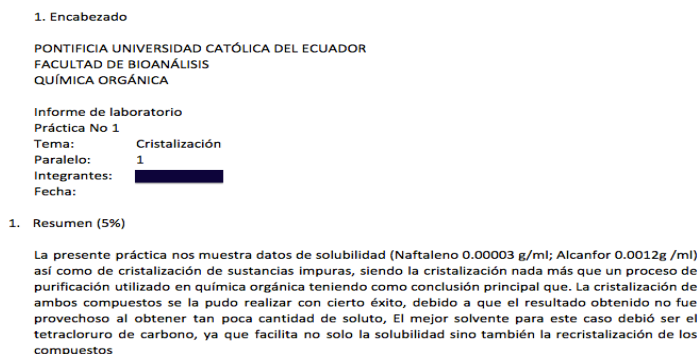 1. Encabezado
PONTIFICIA UNIVERSIDAD CATÓLICA DEL ECUADOR
FACULTAD DE BIOANÁLISIS
QUÍMICA ORGÁNICA
Informe de laboratorio
Práctica No 1
Tema: Cristalización
Paralelo: 1
Integrantes:
Fecha:
1. Resumen (5%)
La presente práctica nos muestra datos de solubilidad (Naftaleno 0.00003 g/ml; Alcanfor 0.0012g /ml)
así como de cristalización de sustancias impuras, siendo la cristalización nada más que un proceso de
purificación utilizado en química orgánica teniendo como conclusión principal que. La cristalización de
ambos compuestos se la pudo realizar con cierto éxito, debido a que el resultado obtenido no fue
provechoso al obtener tan poca cantidad de soluto, El mejor solvente para este caso debió ser el
tetracloruro de carbono, ya que facilita no solo la solubilidad sino también la recristalización de los
compuestos